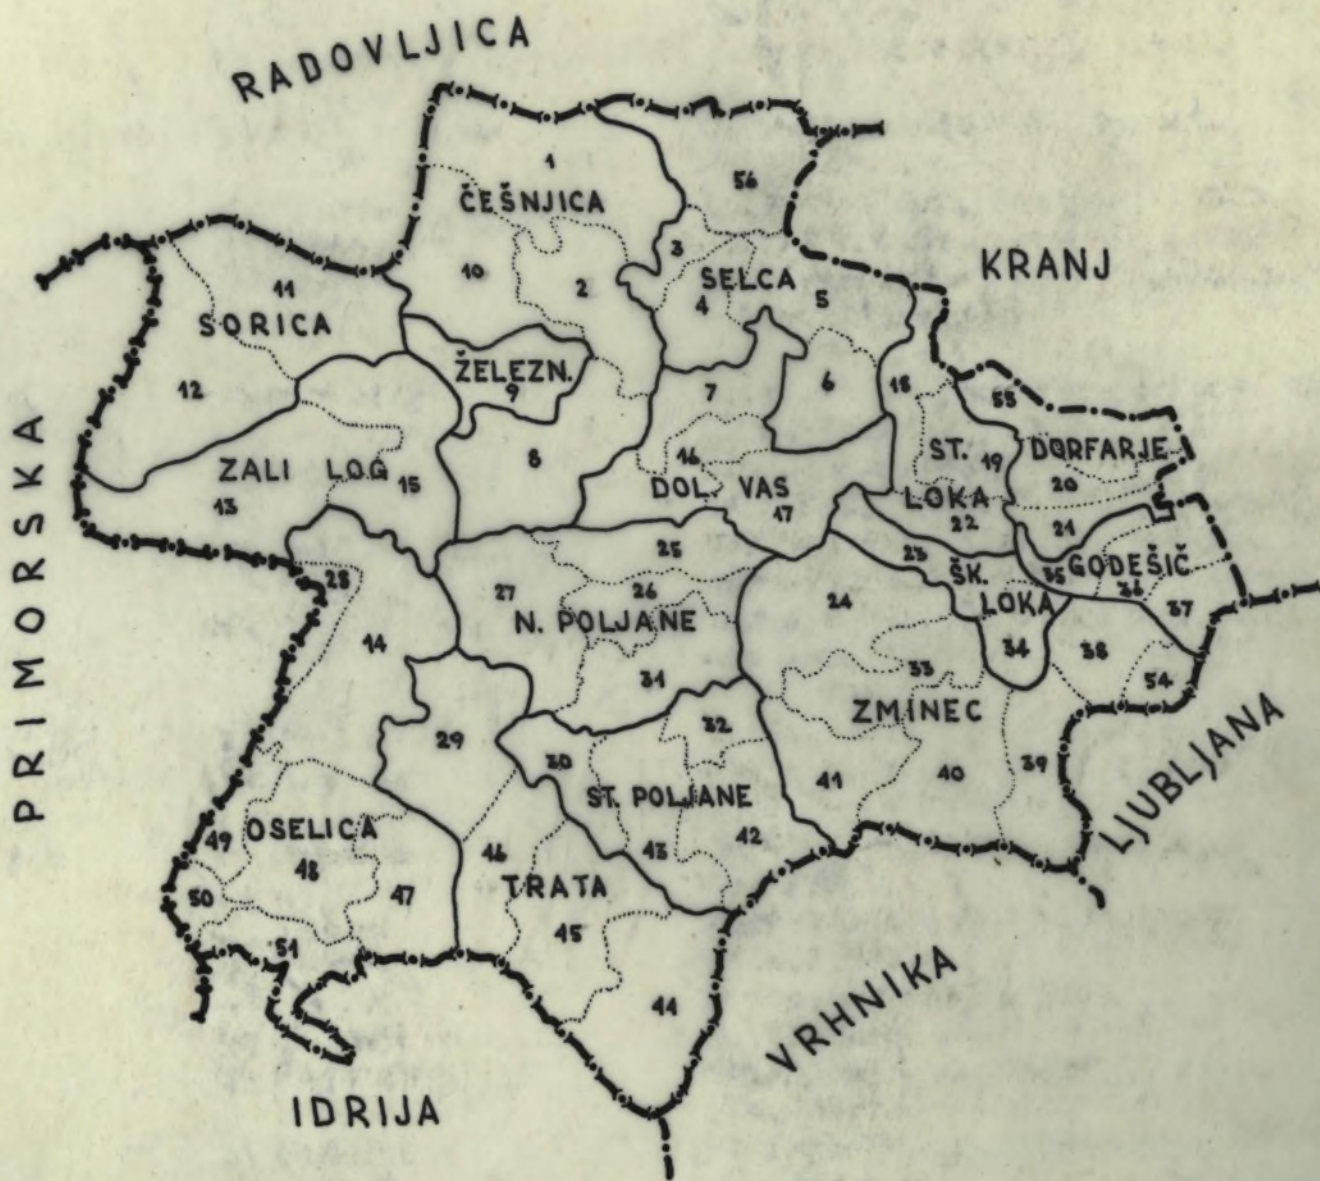 RADOVLJICA
1
56
ČEŠNJICA
3
KRANJ
10
2
SELCA
4
5
11
SORICA
ŽELEZN.
9
12
7
6
18
55
PRIMORSKA
ZALI LOG
15
13
8
16
DOL. VAS
17
ST.
19
LOKA
22
DORFARJE
20
21
25
23
ŠK.
LOKA
35
GODEŠIČ
36
37
28
27
26
N. POLJANE
24
14
31
33
34
38
54
ZMINEC
29
32
30
ST. POLJANE
41
40
39
LJUBLJANA
49
OSELICA
48
50
47
46
43
42
TRATA
45
51
44
VRHNIKA
IDRIJA